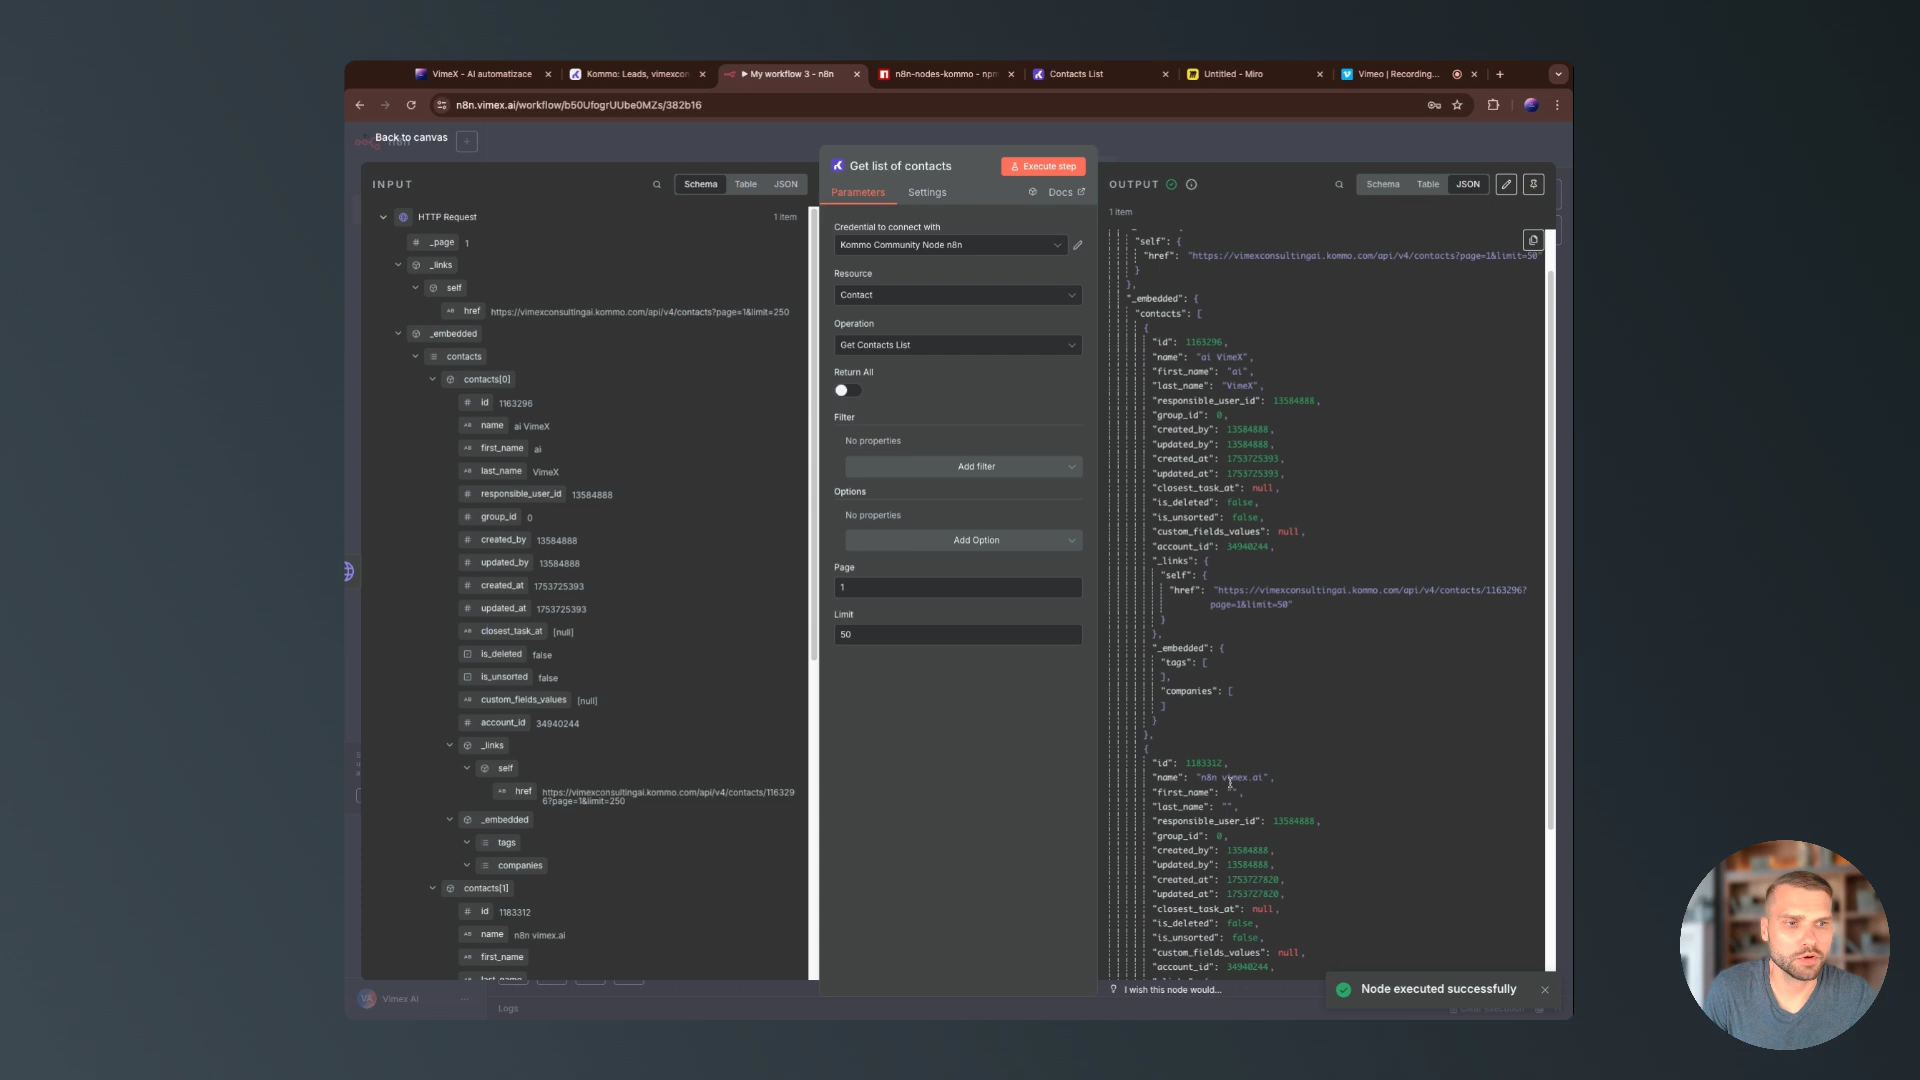 VimeX - AI automatizace
Kommo: Leads, vimexcon
My workflow 3 - n8n
n8n-nodes-kommo - npm
Contacts List
Untitled - Miro
Vimeo | Recording...
n8n.vimex.ai/workflow/b50UfogrUUbe0MZs/382b16
Back to canvas
INPUT
Schema
Table
JSON
HTTP Request
1 item
# _page 1
_links
self
href https://vimexconsultingai.kommo.com/api/v4/contacts?page=1&limit=250
_embedded
contacts
contacts[0]
# id 1163296
name ai VimeX
first_name ai
last_name VimeX
# responsible_user_id 13584888
# group_id 0
# created_by 13584888
# updated_by 13584888
# created_at 1753725393
# updated_at 1753725393
closest_task_at [null]
is_deleted false
is_unsorted false
custom_fields_values [null]
# account_id 34940244
_links
self
href https://vimexconsultingai.kommo.com/api/v4/contacts/116329
6?page=1&limit=250
_embedded
tags
companies
contacts[1]
# id 1183312
name n8n vimex.ai
first_name
last_name
Vimex AI
Logs
Get list of contacts
Execute step
Parameters
Settings
Docs
Credential to connect with
Kommo Community Node n8n
Resource
Contact
Operation
Get Contacts List
Return All
Filter
No properties
Add filter
Options
No properties
Add Option
Page
1
Limit
50
OUTPUT
Schema
Table
JSON
1 item
"self": {
"href": "https://vimexconsultingai.kommo.com/api/v4/contacts?page=1&limit=50"
}
},
"_embedded": {
"contacts": [
{
"id": 1163296,
"name": "ai VimeX",
"first_name": "ai",
"last_name": "VimeX",
"responsible_user_id": 13584888,
"group_id": 0,
"created_by": 13584888,
"updated_by": 13584888,
"created_at": 1753725393,
"updated_at": 1753725393,
"closest_task_at": null,
"is_deleted": false,
"is_unsorted": false,
"custom_fields_values": null,
"account_id": 34940244,
"_links": {
"self": {
"href": "https://vimexconsultingai.kommo.com/api/v4/contacts/1163296?
page=1&limit=50"
}
},
"_embedded": {
"tags": [
],
"companies": [
]
}
},
{
"id": 1183312,
"name": "n8n vimex.ai",
"first_name": "",
"last_name": "",
"responsible_user_id": 13584888,
"group_id": 0,
"created_by": 13584888,
"updated_by": 13584888,
"created_at": 1753727820,
"updated_at": 1753727820,
"closest_task_at": null,
"is_deleted": false,
"is_unsorted": false,
"custom_fields_values": null,
"account_id": 34940244,
I wish this node would...
Node executed successfully
Clear execution